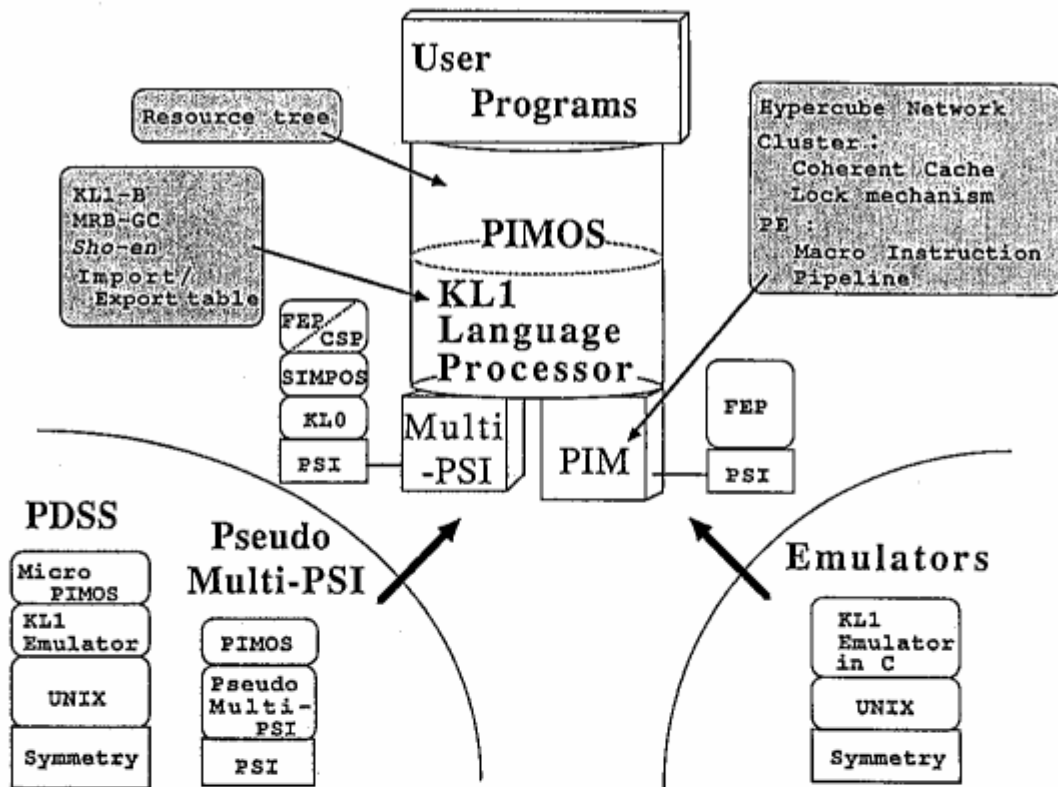 User
Programs
Resource tree
Hypercube Network
Cluster :
Coherent Cache
Lock mechanism
PE :
Macro Instruction
Pipeline
KL1-B
MRB-GC
Sho-en
Import/
Export table
PIMOS
KL1
Language
Processor
FEP
CSP
SIMPOS
KL0
PSI
Multi
-PSI
PIM
FEP
PSI
PDSS
Micro
PIMOS
KL1
Emulator
UNIX
Symmetry
Pseudo
Multi-PSI
PIMOS
Pseudo
Multi-
PSI
PSI
Emulators
KL1
Emulator
in C
UNIX
Symmetry